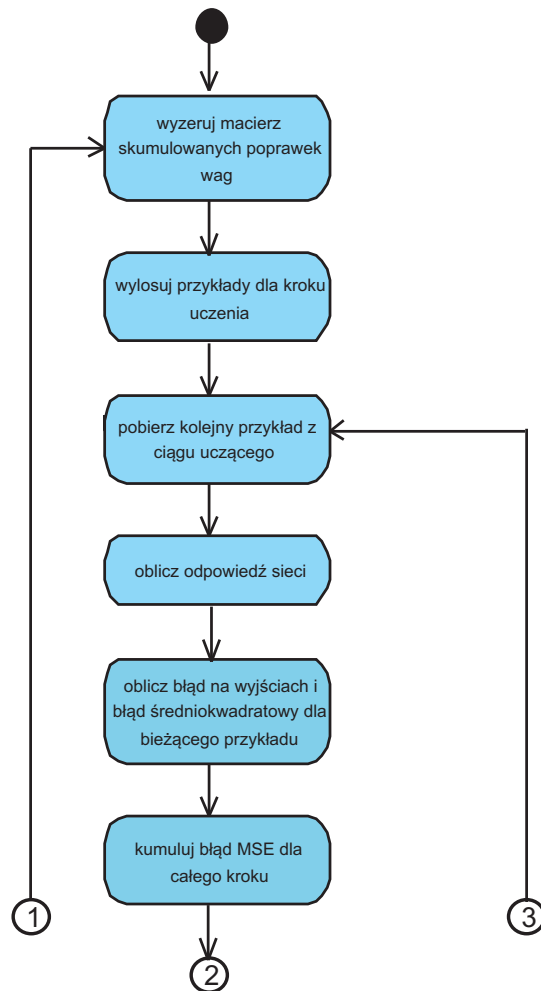 wyzeruj macierz
skumulowanych poprawek
wag
wylosuj przykłady dla kroku
uczenia
pobierz kolejny przykład z
ciągu uczącego
oblicz odpowiedź sieci
oblicz błąd na wyjściach i
błąd średniokwadratowy dla
bieżącego przykładu
kumuluj błąd MSE dla
całego kroku
1
3
2